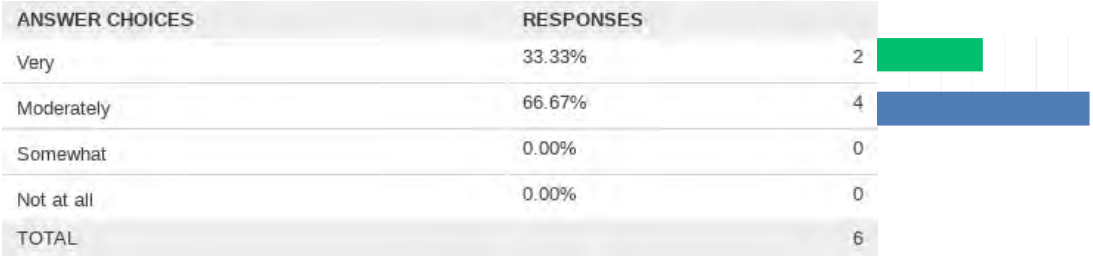 ANSWER CHOICES RESPONSES
Very 33.33% 2
Moderately 66.67% 4
Somewhat 0.00% 0
Not at all 0.00% 0
TOTAL 6